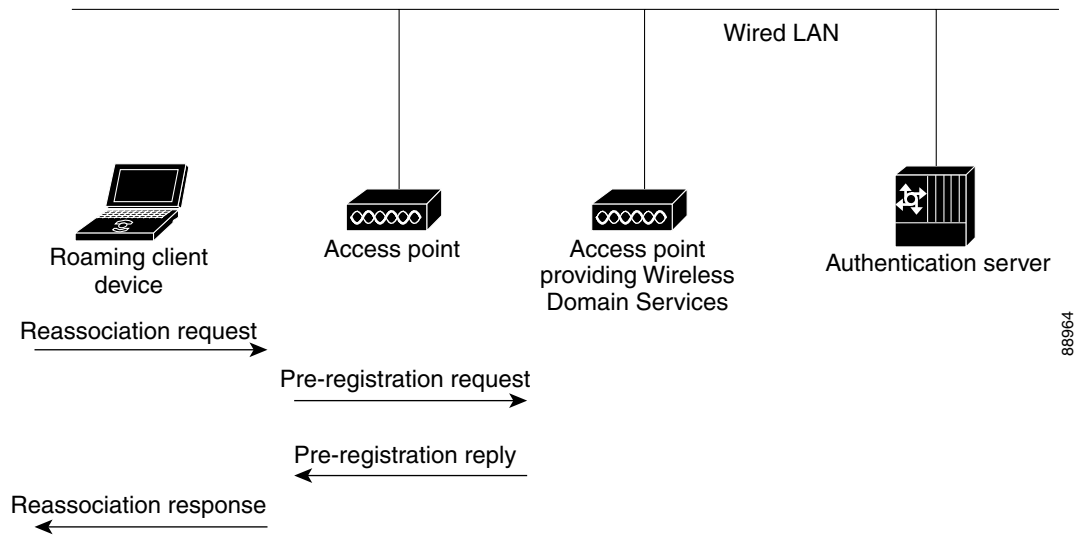 Wired LAN
Roaming client
device
Access point
Access point
providing Wireless
Domain Services
Authentication server
88964
Reassociation request
Pre-registration request
Pre-registration reply
Reassociation response